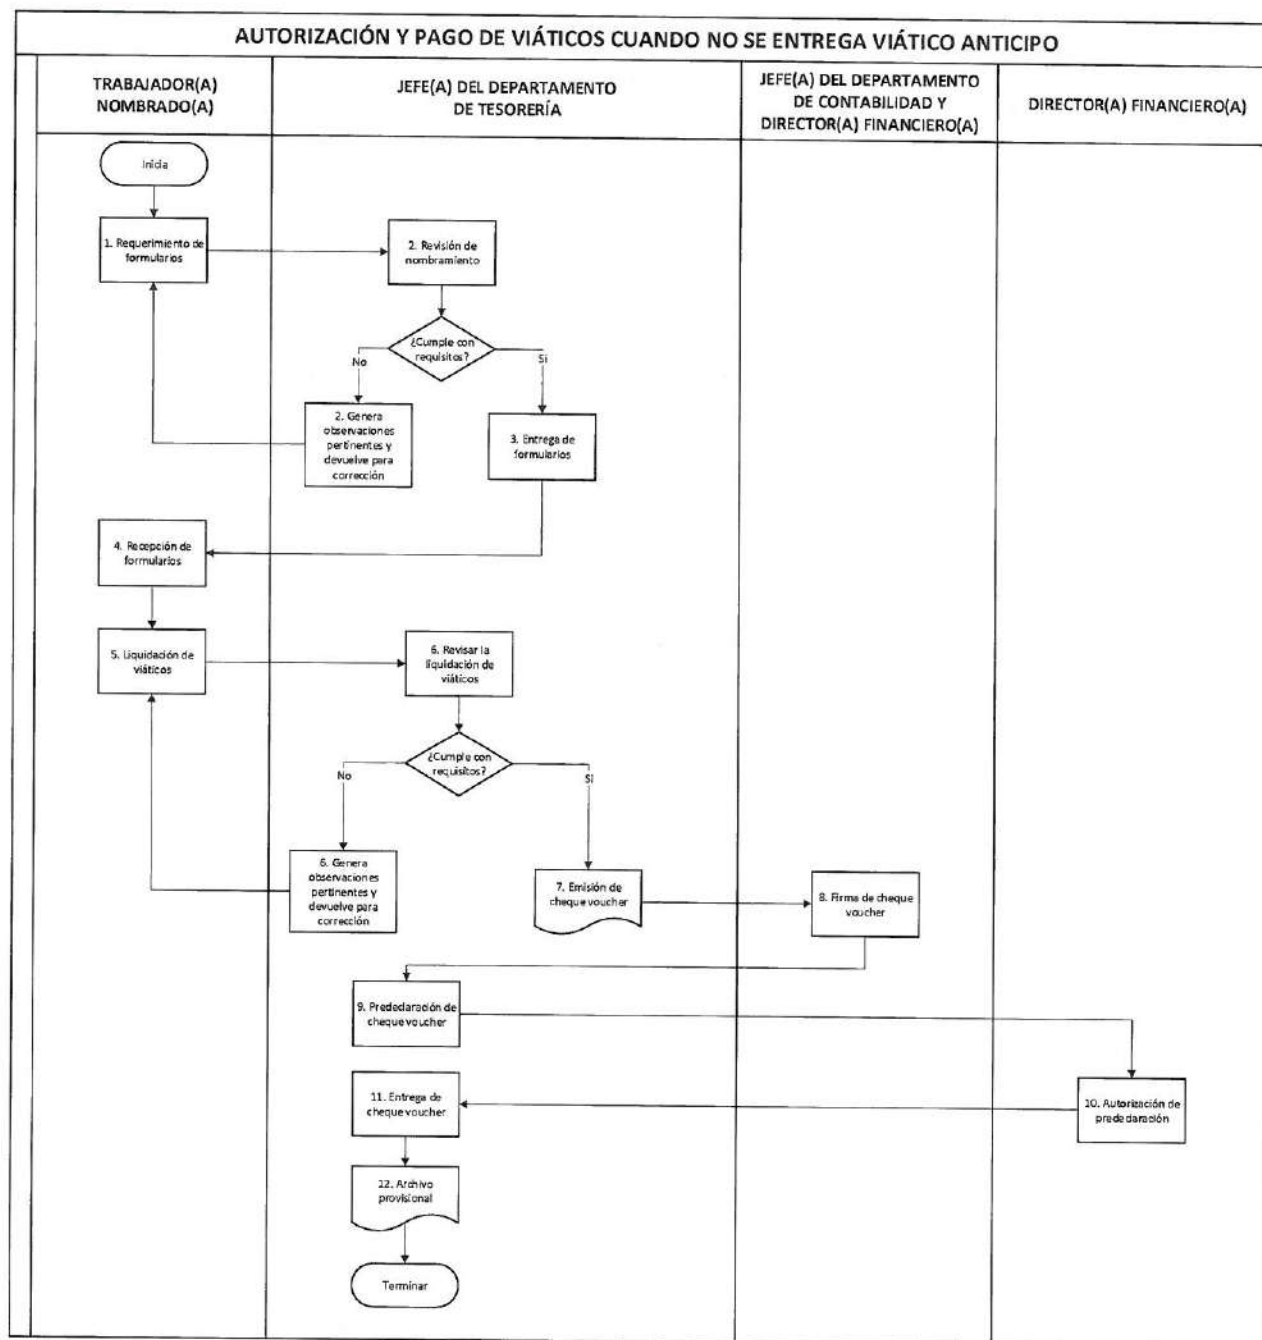 AUTORIZACIÓN Y PAGO DE VIÁTICOS CUANDO NO SE ENTREGA VIÁTICO ANTICIPO
TRABAJADOR(A)
NOMBRADO(A)
JEFE(A) DEL DEPARTAMENTO
DE TESORERÍA
JEFE(A) DEL DEPARTAMENTO
DE CONTABILIDAD Y
DIRECTOR(A) FINANCIERO(A)
DIRECTOR(A) FINANCIERO(A)
Inicia
1. Requerimiento de
formularios
2. Revisión de
nombramiento
¿Cumple con
requisitos?
No
Si
2. Genera
observaciones
pertinentes y
devuelve para
corrección
3. Entrega de
formularios
4. Recepción de
formularios
5. Liquidación de
viáticos
6. Revisar la
liquidación de
viáticos
¿Cumple con
requisitos?
No
Si
6. Genera
observaciones
pertinentes y
devuelve para
corrección
7. Emisión de
cheque voucher
8. Firma de cheque
voucher
9. Predeclaración de
cheque voucher
10. Autorización de
predeclaración
11. Entrega de
cheque voucher
12. Archivo
provisional
Terminar